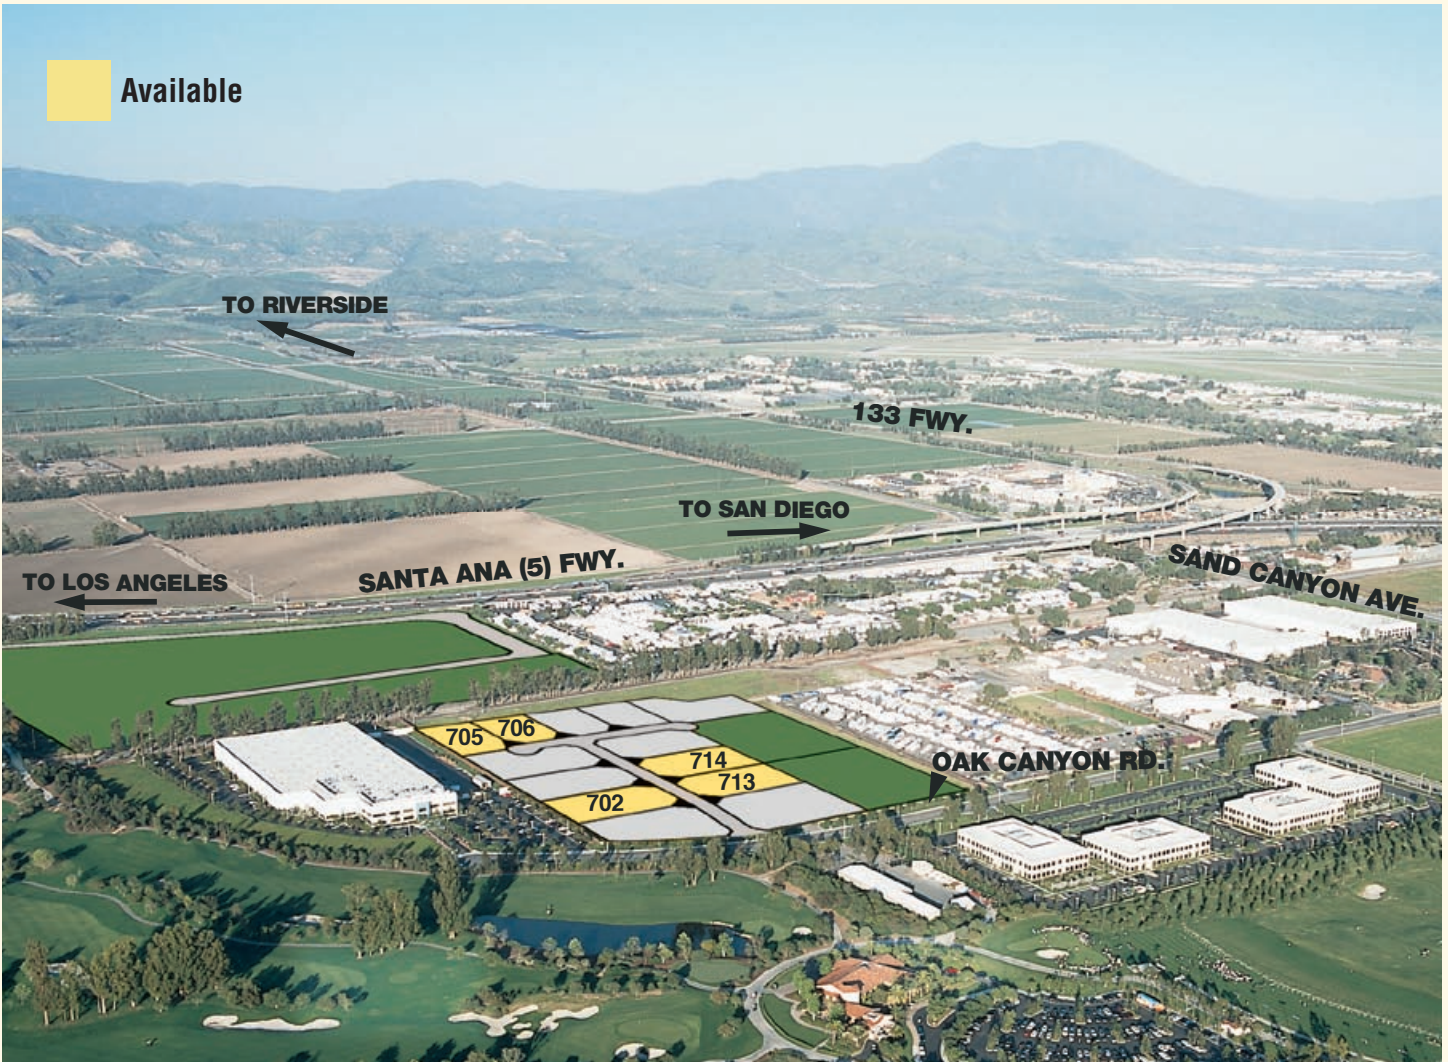 Available
TO RIVERSIDE
133 FWY.
TO SAN DIEGO
SANTA ANA (5) FWY.
SAND CANYON AVE.
TO LOS ANGELES
705
706
714
OAK CANYON RD.
713
702